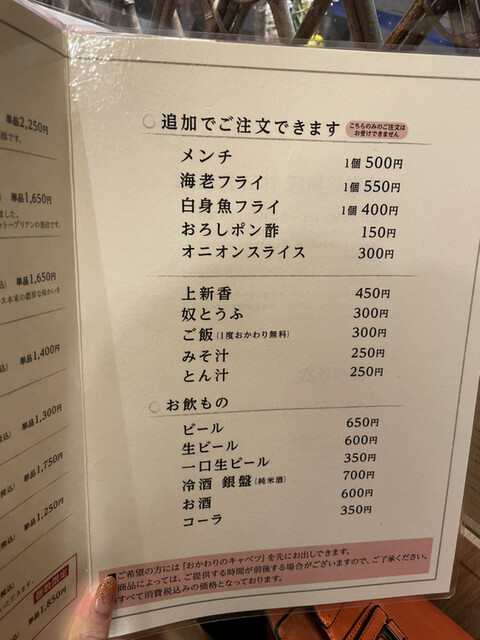 単品2,250円
単品1,650円
単品1,650円
単品1,400円
単品1,300円
単品1,750円
単品1,250円
単品1,850円
追加でご注文できます
こちらのみのご注文は
お受けできません
メンチ 1個 500円
海老フライ 1個 550円
白身魚フライ 1個 400円
おろしポン酢 150円
オニオンスライス 300円
上新香 450円
奴とうふ 300円
ご飯(1度おかわり無料) 300円
みそ汁 250円
とん汁 250円
お飲もの
ビール 650円
生ビール 600円
一口生ビール 350円
冷酒 銀盤(純米酒) 700円
お酒 600円
コーラ 350円
■ご希望の方には『おかわりのキャベツ』を先にお出しできます。
商品によっては、ご提供する時間が前後する場合がございますので、ご了承ください。
すべて消費税込みの価格となっております。